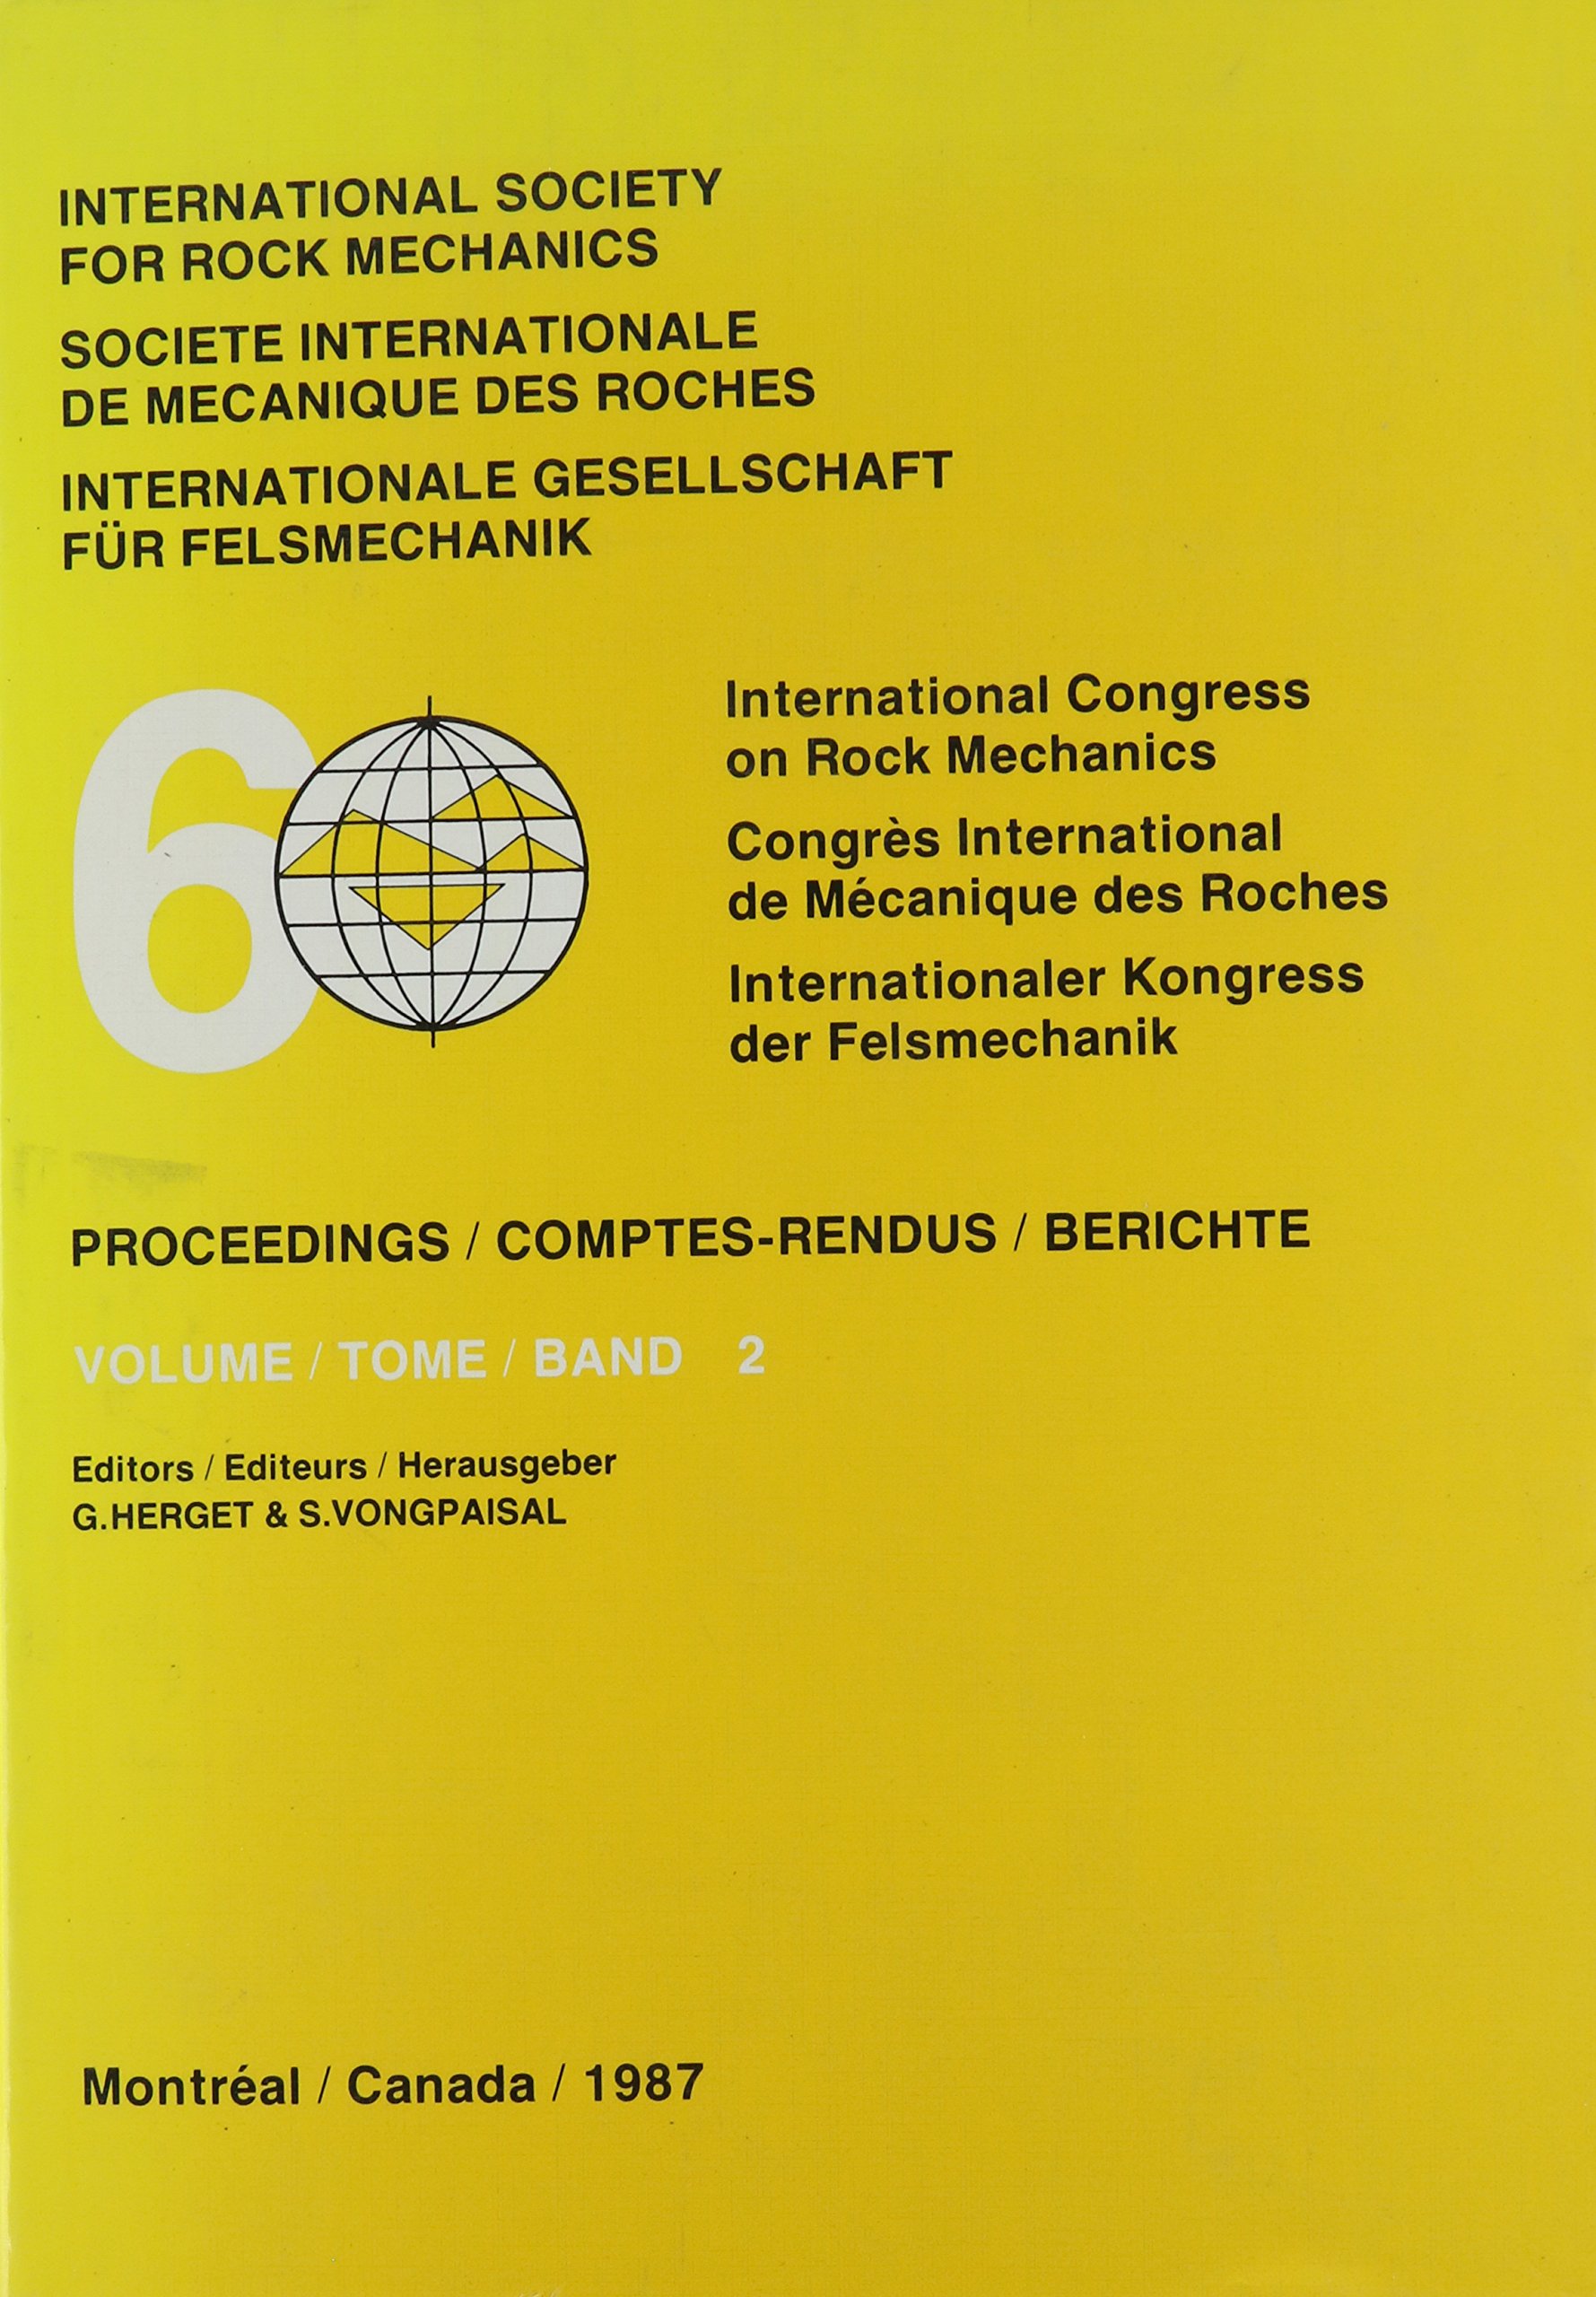 INTERNATIONAL SOCIETY
FOR ROCK MECHANICS
SOCIETE INTERNATIONALE
DE MECANIQUE DES ROCHES
INTERNATIONALE GESELLSCHAFT
FÜR FELSMECHANIK
6
International Congress
on Rock Mechanics
Congrès International
de Mécanique des Roches
Internationaler Kongress
der Felsmechanik
PROCEEDINGS / COMPTES-RENDUS / BERICHTE
VOLUME / TOME / BAND 2
Editors / Editeurs / Herausgeber
G.HERGET & S.VONGPAISAL
Montréal / Canada / 1987